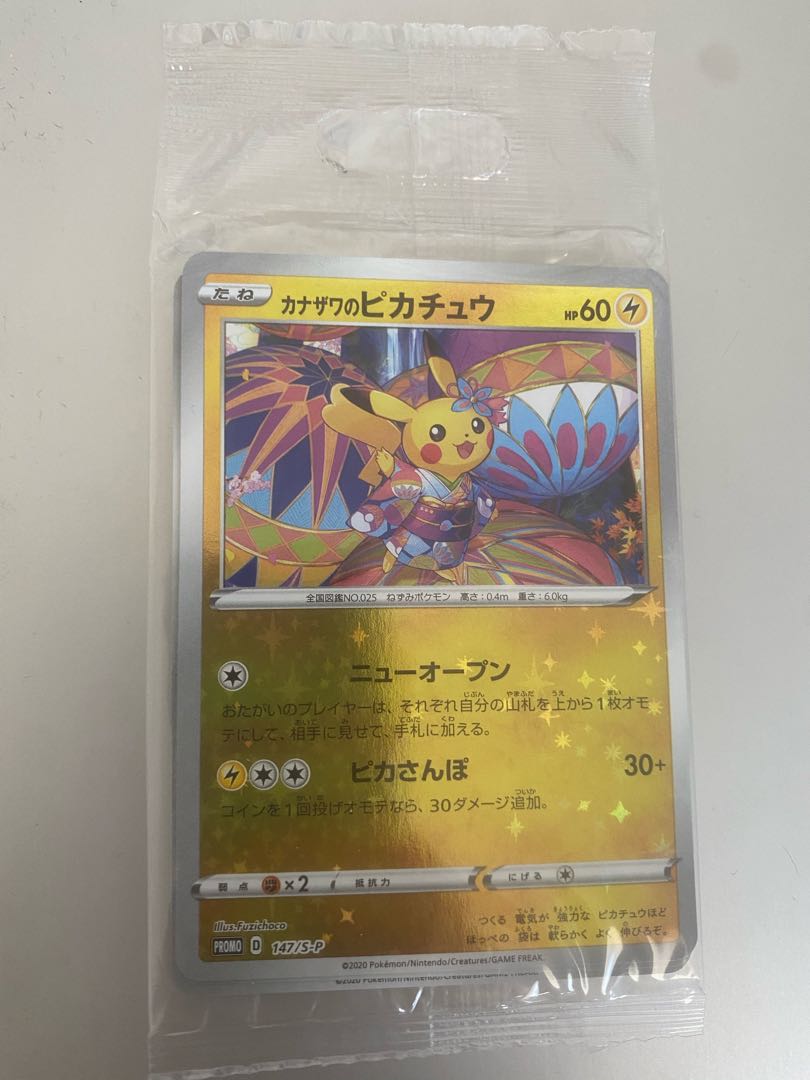 たね カナザワのピカチュウ HP60
全国図鑑NO.025 ねずみポケモン 高さ:0.4m 重さ:6.0kg
ニューオープン
おたがいのプレイヤーは、それぞれ自分の山札を上から1枚オモ
テにして、相手に見せて、手札に加える。
ピカさんぽ 30+
コインを1回投げオモテなら、30ダメージ追加。
弱点 ×2 抵抗力 にげる
Illus.Fuzichoco
PROMO D 147/S-P
つくる 電気が 強力な ピカチュウほど
ほっぺの 袋は 軟らかく よく 伸びるぞ。
©2020 Pokémon/Nintendo/Creatures/GAME FREAK.
©2020 Pokémon/Nintendo/Creatures/GAME FREAK.